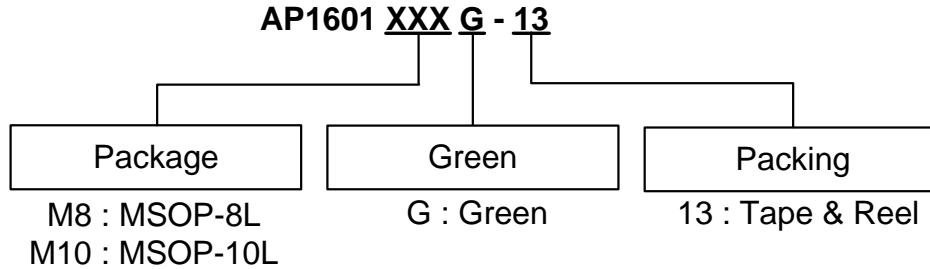 AP1601 XXX G - 13
Package
Green
Packing
M8 : MSOP-8L
M10 : MSOP-10L
G : Green
13 : Tape & Reel